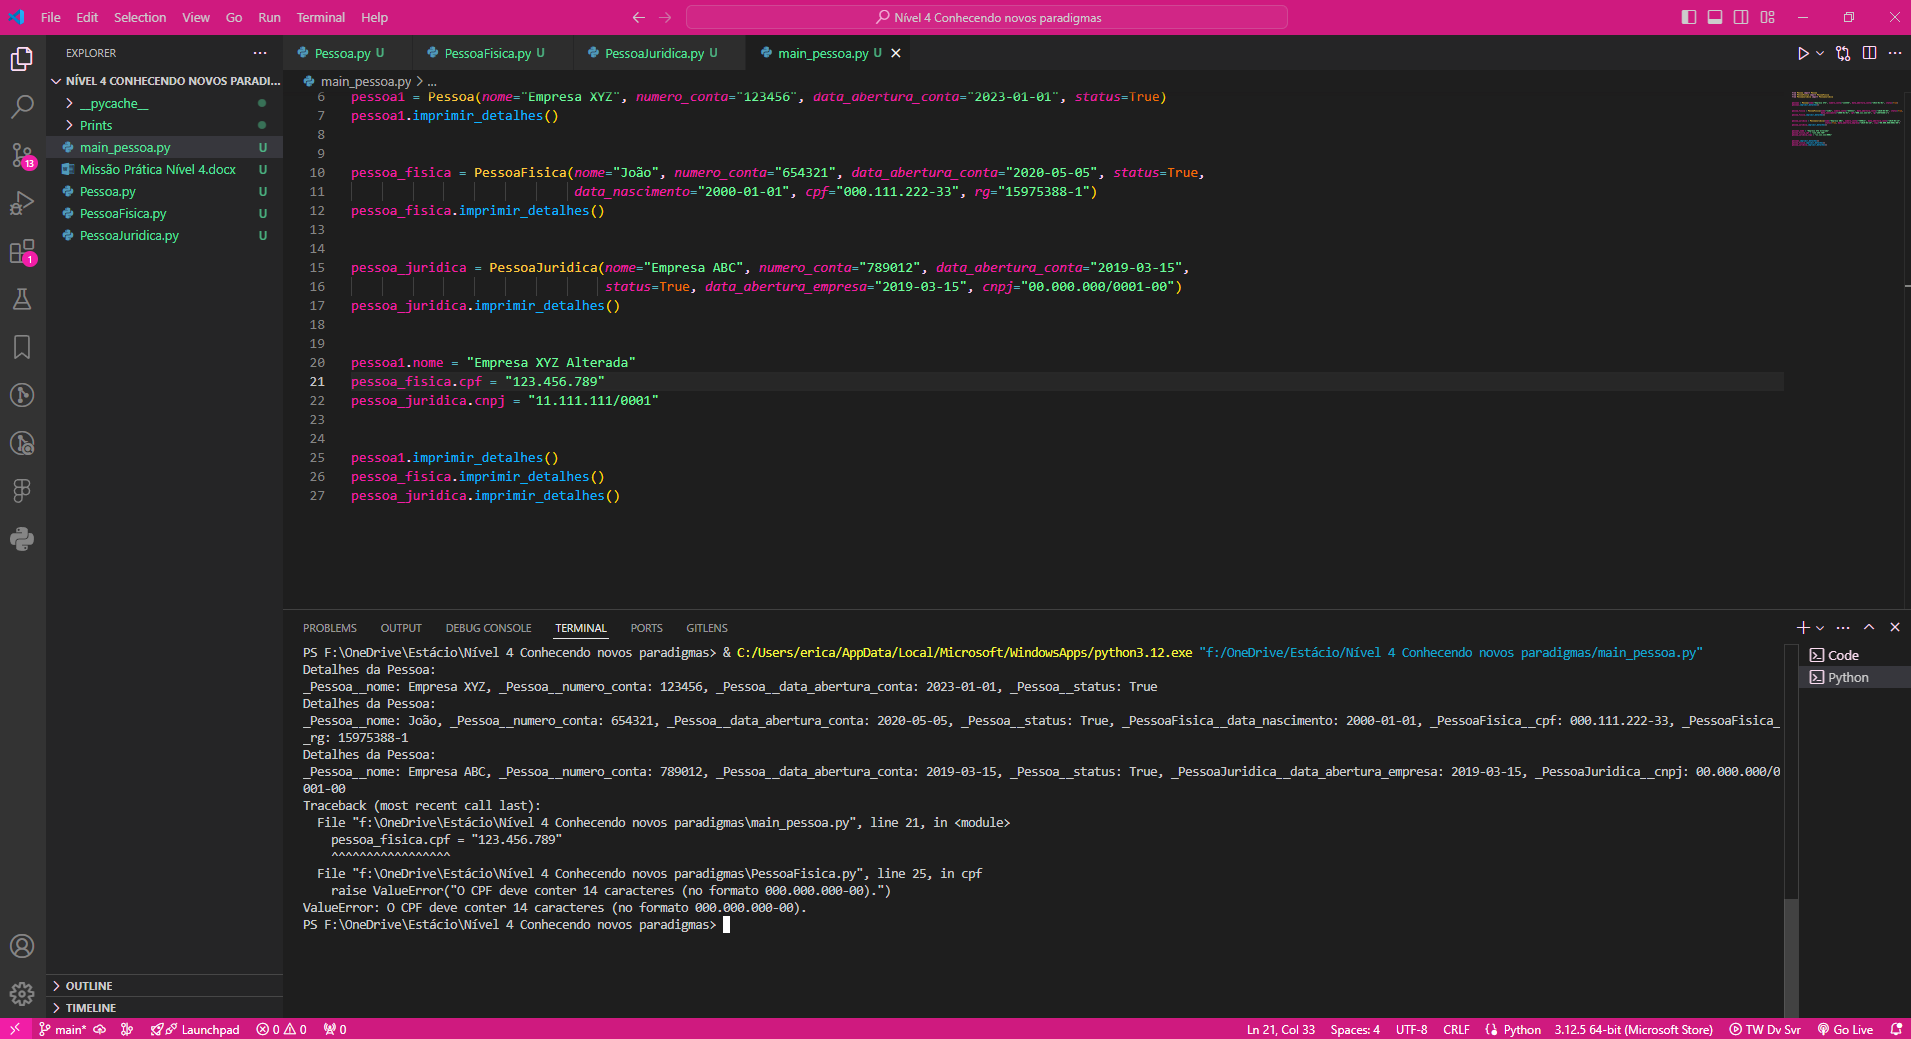 File Edit Selection View Go Run Terminal Help
Nível 4 Conhecendo novos paradigmas
EXPLORER
NÍVEL 4 CONHECENDO NOVOS PARADI...
__pycache__
Prints
main_pessoa.py U
Missão Prática Nível 4.docx U
Pessoa.py U
PessoaFisica.py U
PessoaJuridica.py U
13
1
OUTLINE
TIMELINE
Pessoa.py U PessoaFisica.py U PessoaJuridica.py U main_pessoa.py U
main_pessoa.py > ...
6 pessoa1 = Pessoa(nome="Empresa XYZ", numero_conta="123456", data_abertura_conta="2023-01-01", status=True)
7 pessoa1.imprimir_detalhes()
8
9
10 pessoa_fisica = PessoaFisica(nome="João", numero_conta="654321", data_abertura_conta="2020-05-05", status=True,
11 data_nascimento="2000-01-01", cpf="000.111.222-33", rg="15975388-1")
12 pessoa_fisica.imprimir_detalhes()
13
14
15 pessoa_juridica = PessoaJuridica(nome="Empresa ABC", numero_conta="789012", data_abertura_conta="2019-03-15",
16 status=True, data_abertura_empresa="2019-03-15", cnpj="00.000.000/0001-00")
17 pessoa_juridica.imprimir_detalhes()
18
19
20 pessoa1.nome = "Empresa XYZ Alterada"
21 pessoa_fisica.cpf = "123.456.789"
22 pessoa_juridica.cnpj = "11.111.111/0001"
23
24
25 pessoa1.imprimir_detalhes()
26 pessoa_fisica.imprimir_detalhes()
27 pessoa_juridica.imprimir_detalhes()
PROBLEMS OUTPUT DEBUG CONSOLE TERMINAL PORTS GITLENS
PS F:\OneDrive\Estácio\Nível 4 Conhecendo novos paradigmas> & C:/Users/erica/AppData/Local/Microsoft/WindowsApps/python3.12.exe "f:/OneDrive/Estácio/Nível 4 Conhecendo novos paradigmas/main_pessoa.py"
Detalhes da Pessoa:
_Pessoa__nome: Empresa XYZ, _Pessoa__numero_conta: 123456, _Pessoa__data_abertura_conta: 2023-01-01, _Pessoa__status: True
Detalhes da Pessoa:
_Pessoa__nome: João, _Pessoa__numero_conta: 654321, _Pessoa__data_abertura_conta: 2020-05-05, _Pessoa__status: True, _PessoaFisica__data_nascimento: 2000-01-01, _PessoaFisica__cpf: 000.111.222-33, _PessoaFisica_
_rg: 15975388-1
Detalhes da Pessoa:
_Pessoa__nome: Empresa ABC, _Pessoa__numero_conta: 789012, _Pessoa__data_abertura_conta: 2019-03-15, _Pessoa__status: True, _PessoaJuridica__data_abertura_empresa: 2019-03-15, _PessoaJuridica__cnpj: 00.000.000/0
001-00
Traceback (most recent call last):
File "f:\OneDrive\Estácio\Nível 4 Conhecendo novos paradigmas\main_pessoa.py", line 21, in <module>
pessoa_fisica.cpf = "123.456.789"
^^^^^^^^^^^^^^^^^
File "f:\OneDrive\Estácio\Nível 4 Conhecendo novos paradigmas\PessoaFisica.py", line 25, in cpf
raise ValueError("O CPF deve conter 14 caracteres (no formato 000.000.000-00).")
ValueError: O CPF deve conter 14 caracteres (no formato 000.000.000-00).
PS F:\OneDrive\Estácio\Nível 4 Conhecendo novos paradigmas>
Code
Python
main* Launchpad 0 0 0 Ln 21, Col 33 Spaces: 4 UTF-8 CRLF Python 3.12.5 64-bit (Microsoft Store) TW Dv Svr Go Live